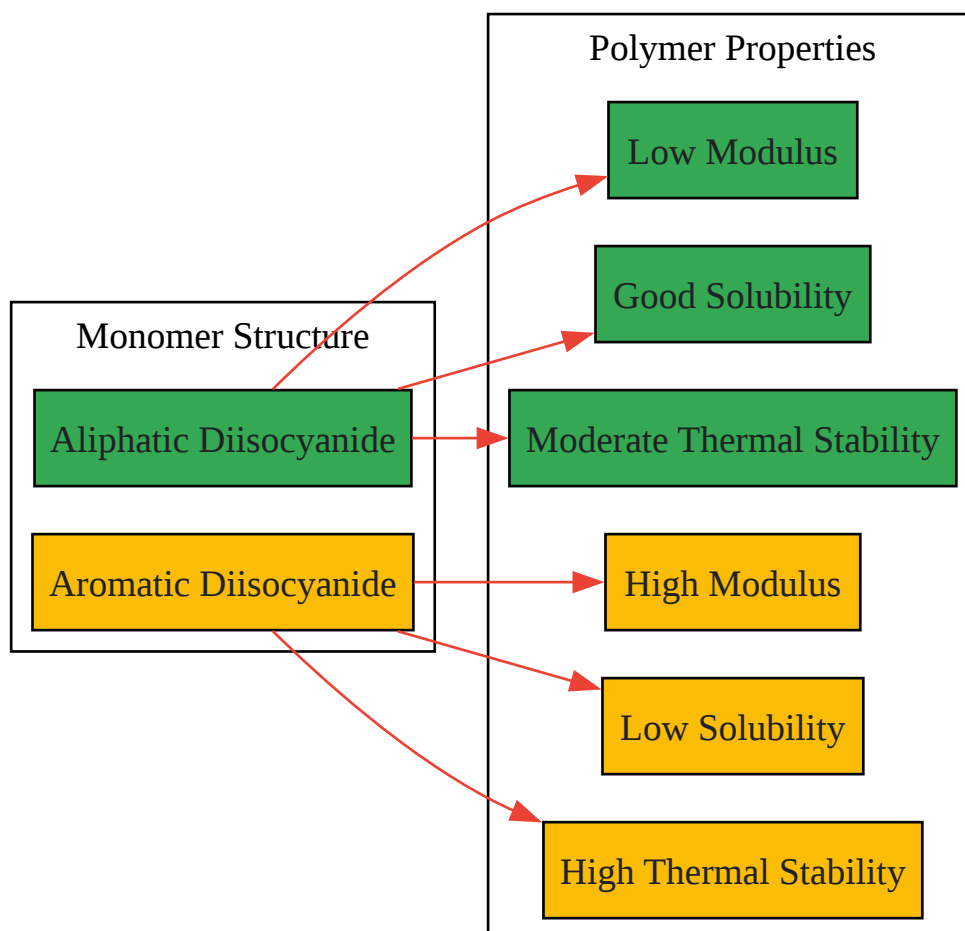 Polymer Properties
Low Modulus
Good Solubility
Monomer Structure
Aliphatic Diisocyanide
Moderate Thermal Stability
Aromatic Diisocyanide
High Modulus
Low Solubility
High Thermal Stability